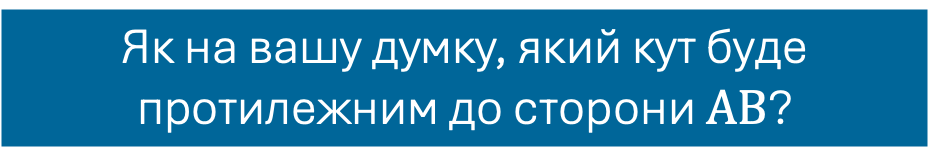 Як на вашу думку, який кут буде
протилежним до сторони AB?